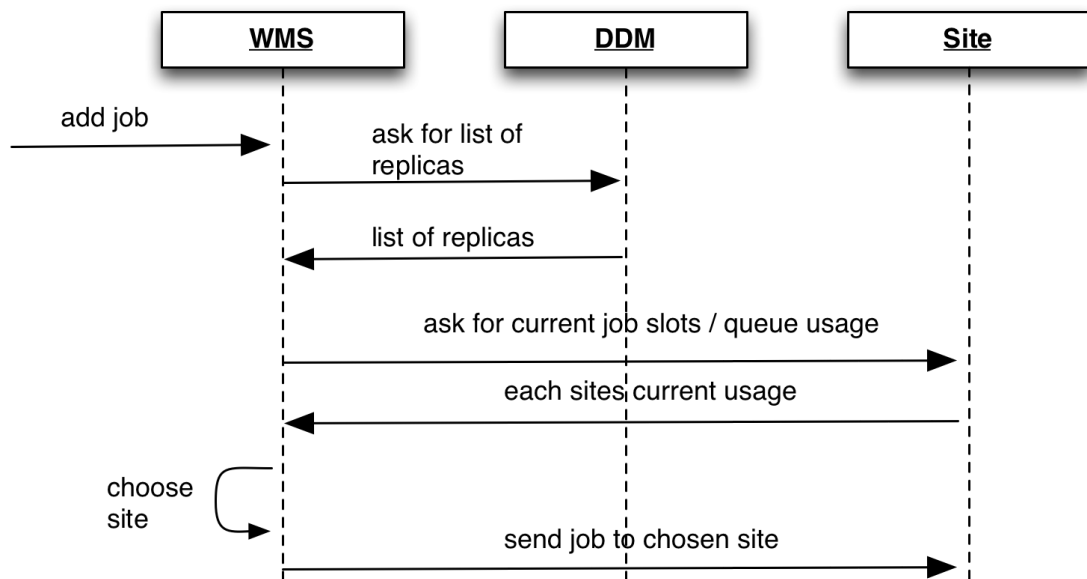 WMS
DDM
Site
add job
ask for list of
replicas
list of replicas
ask for current job slots / queue usage
each sites current usage
choose
site
send job to chosen site